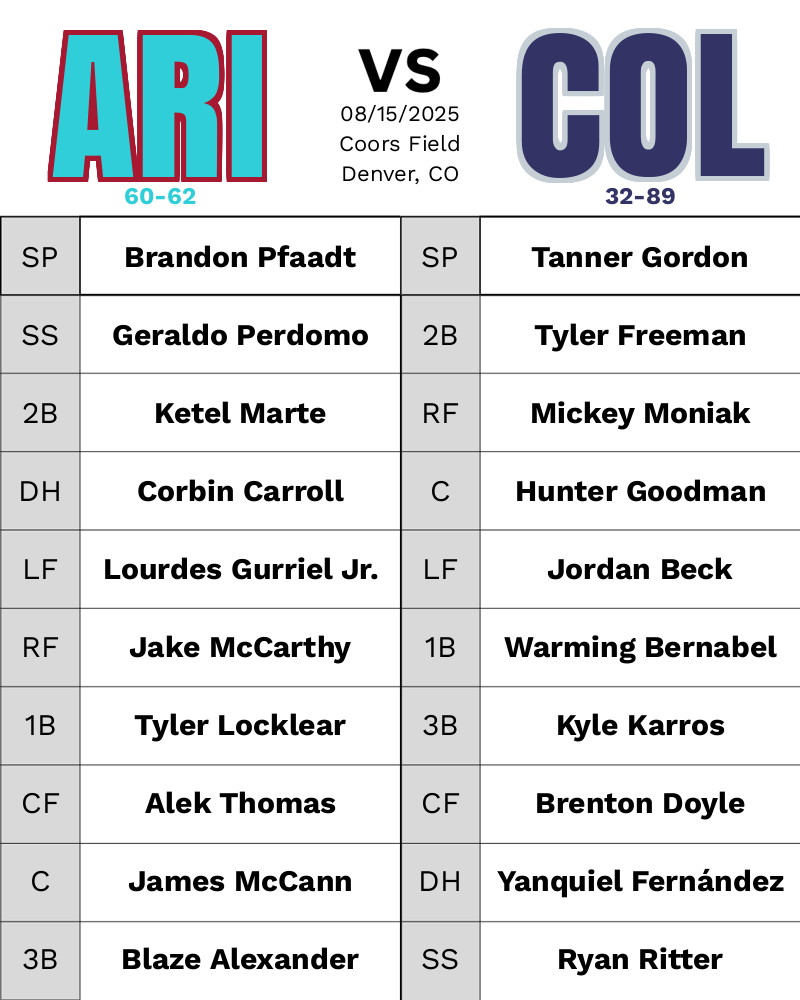 ARI
VS
COL
08/15/2025
Coors Field
Denver, CO
60-62
32-89
SP Brandon Pfaadt SP Tanner Gordon
SS Geraldo Perdomo 2B Tyler Freeman
2B Ketel Marte RF Mickey Moniak
DH Corbin Carroll C Hunter Goodman
LF Lourdes Gurriel Jr. LF Jordan Beck
RF Jake McCarthy 1B Warming Bernabel
1B Tyler Locklear 3B Kyle Karros
CF Alek Thomas CF Brenton Doyle
C James McCann DH Yanquiel Fernández
3B Blaze Alexander SS Ryan Ritter